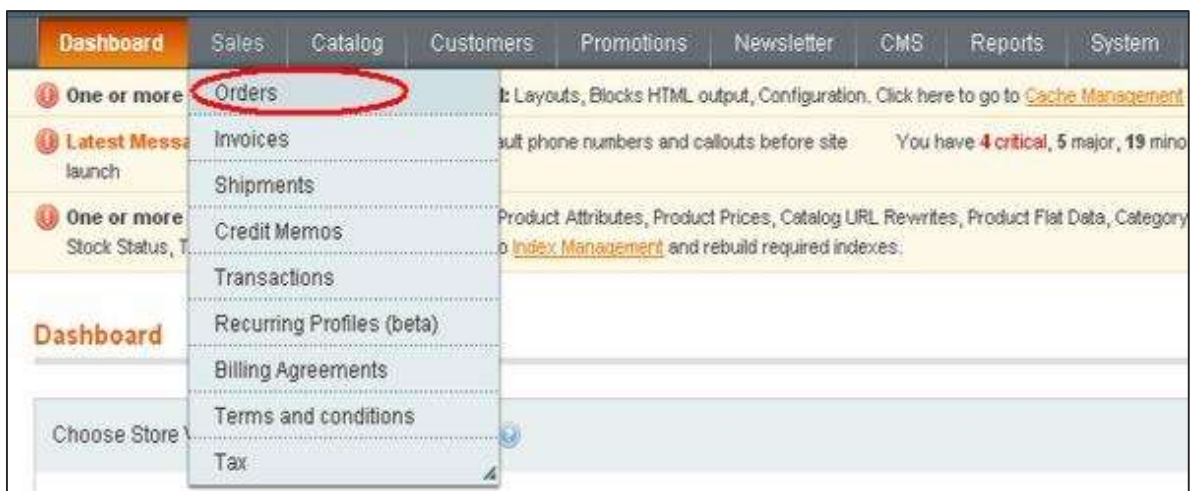 Dashboard Sales Catalog Customers Promotions Newsletter CMS Reports System
Orders
Invoices
Shipments
Credit Memos
Transactions
Recurring Profiles (beta)
Billing Agreements
Terms and conditions
Tax
One or more : Layouts, Blocks HTML output, Configuration. Click here to go to Cache Management
Latest Messa ult phone numbers and callouts before site You have 4 critical, 5 major, 19 mino
launch
One or more Product Attributes, Product Prices, Catalog URL Rewrites, Product Flat Data, Category
Stock Status, T o Index Management and rebuild required indexes.
Dashboard
Choose Store